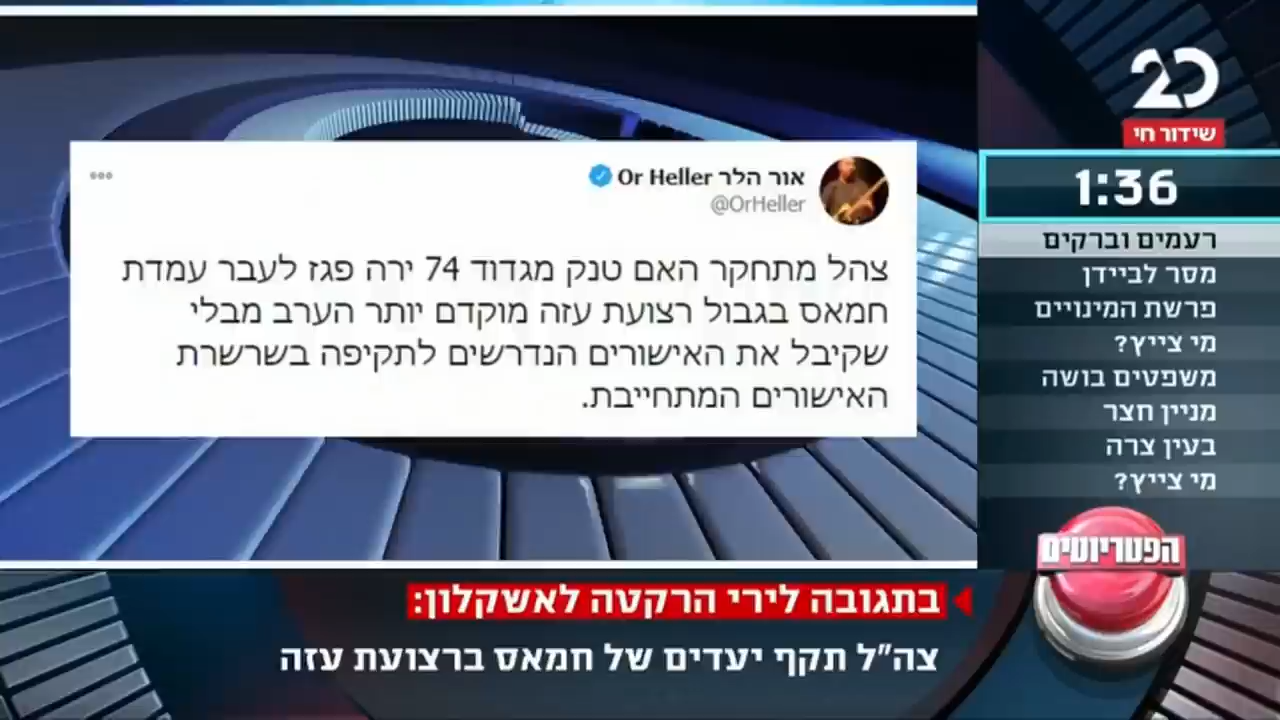 אור הלר Or Heller
@OrHeller
צהל מתחקר האם טנק מגדוד 74 ירה פגז לעבר עמדת
חמאס בגבול רצועת עזה מוקדם יותר הערב מבלי
שקיבל את האישורים הנדרשים לתקיפה בשרשרת
האישורים המתחייבת.
20
שידור חי
1:36
רעמים וברקים
מסר לביידן
פרשת המינויים
מי צייץ?
משפטים בושה
מניין חצר
בעין צרה
מי צייץ?
הפטריוטים
בתגובה לירי הרקטה לאשקלון:
צה"ל תקף יעדים של חמאס ברצועת עזה